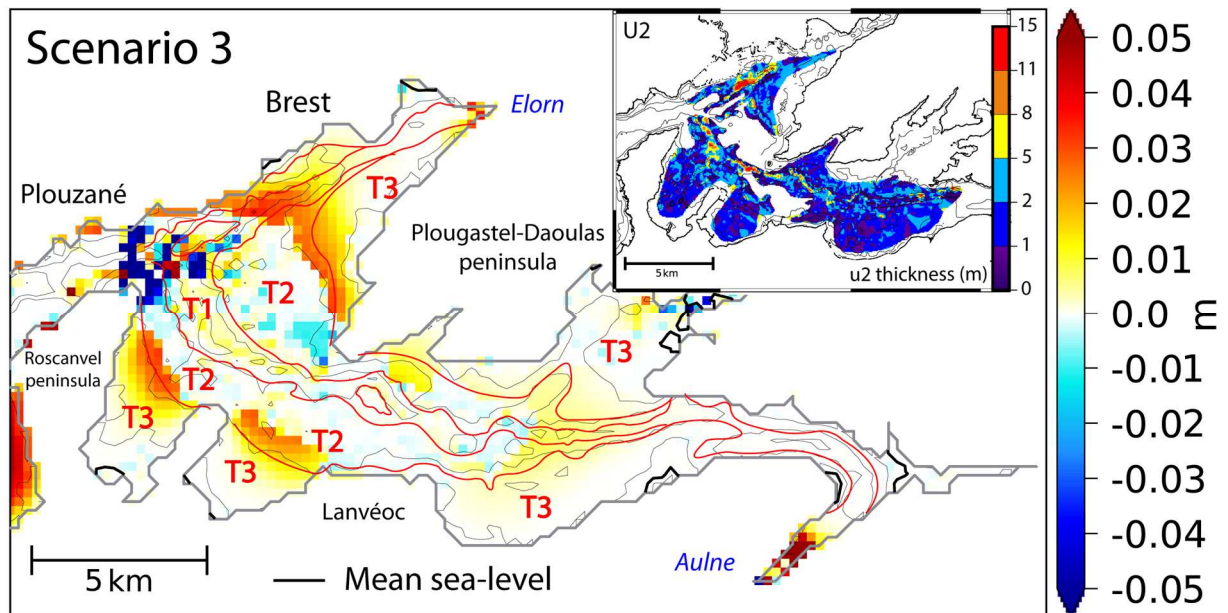 Scenario 3
U2
15
11
8
5
2
1
0
5 km
u2 thickness (m)
Brest
Elorn
Plouzané
T3
Plougastel-Daoulas
peninsula
T2
T1
T3
Roscanvel
peninsula
T2
T3
T2
T3
T3
Lanvéoc
Aulne
5 km
Mean sea-level
0.05
0.04
0.03
0.02
0.01
0.0
-0.01
-0.02
-0.03
-0.04
-0.05
m